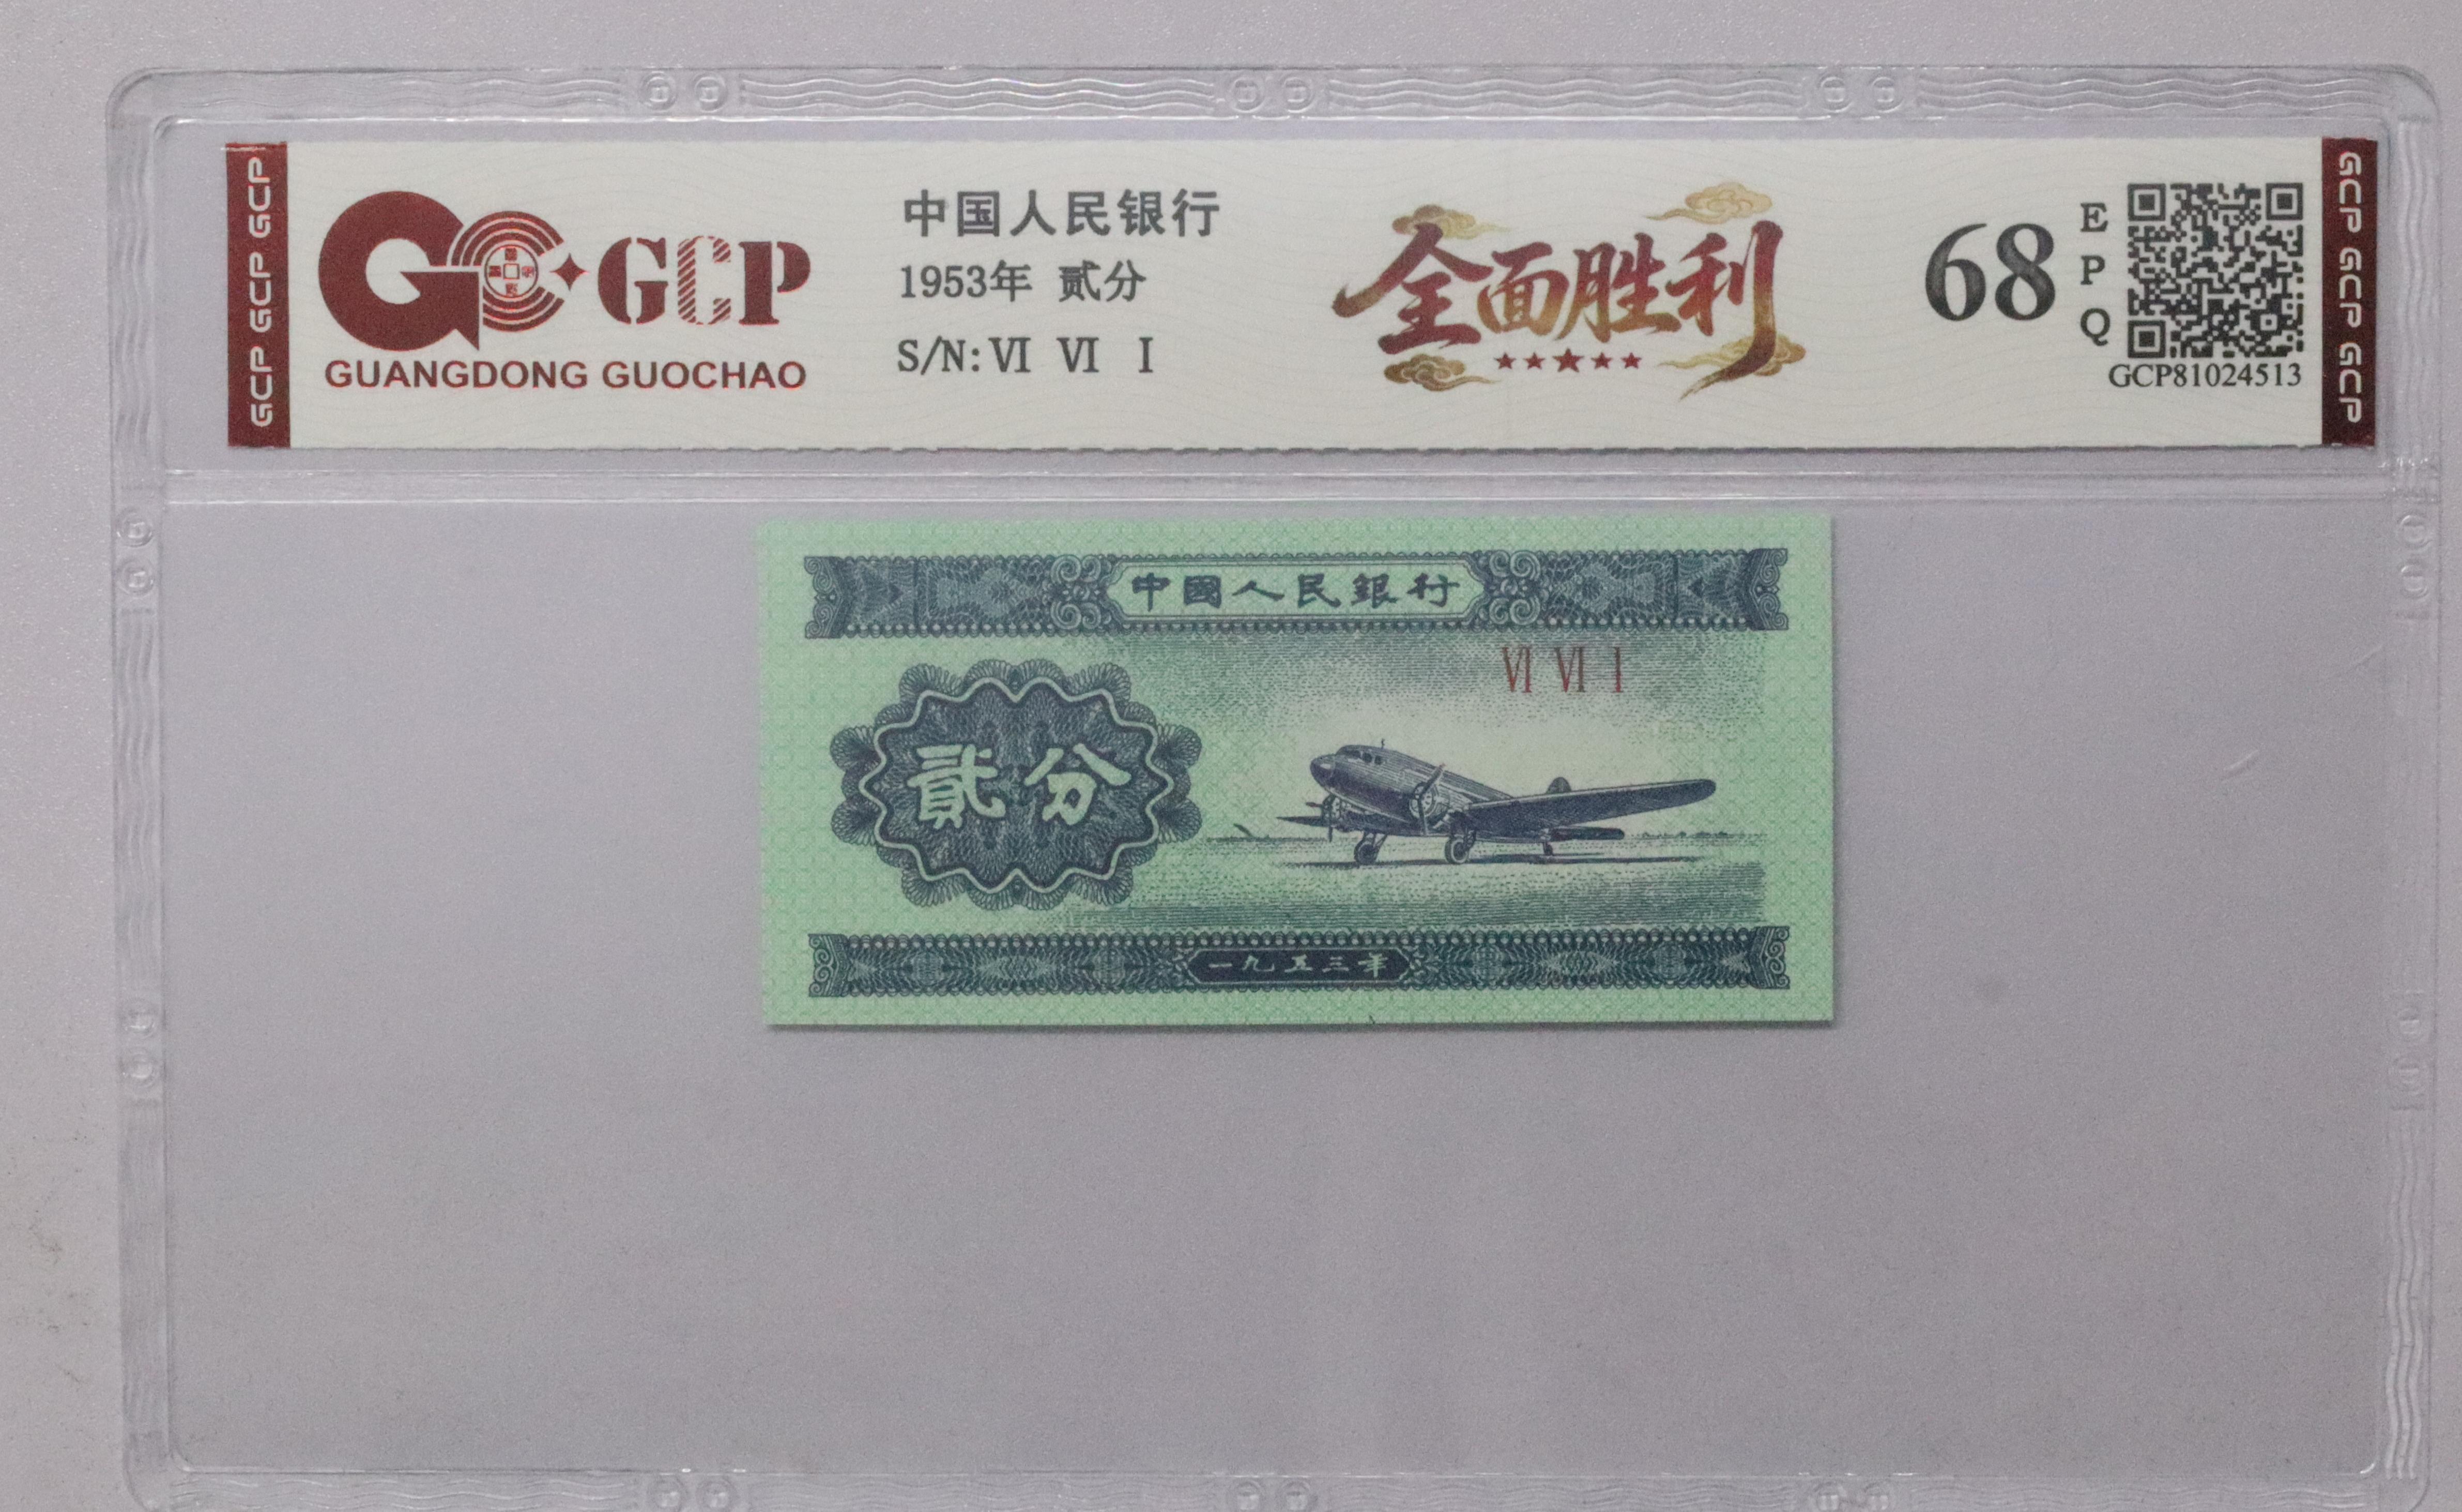 GCP GCP GCP
GCP
GUANGDONG GUOCHAO
中国人民银行
1953年 贰分
S/N: VI VI I
全面胜利
68
E
P
Q
GCP81024513
GCP GCP GCP
中國人民銀行
VI VI I
貳分
一九五三年